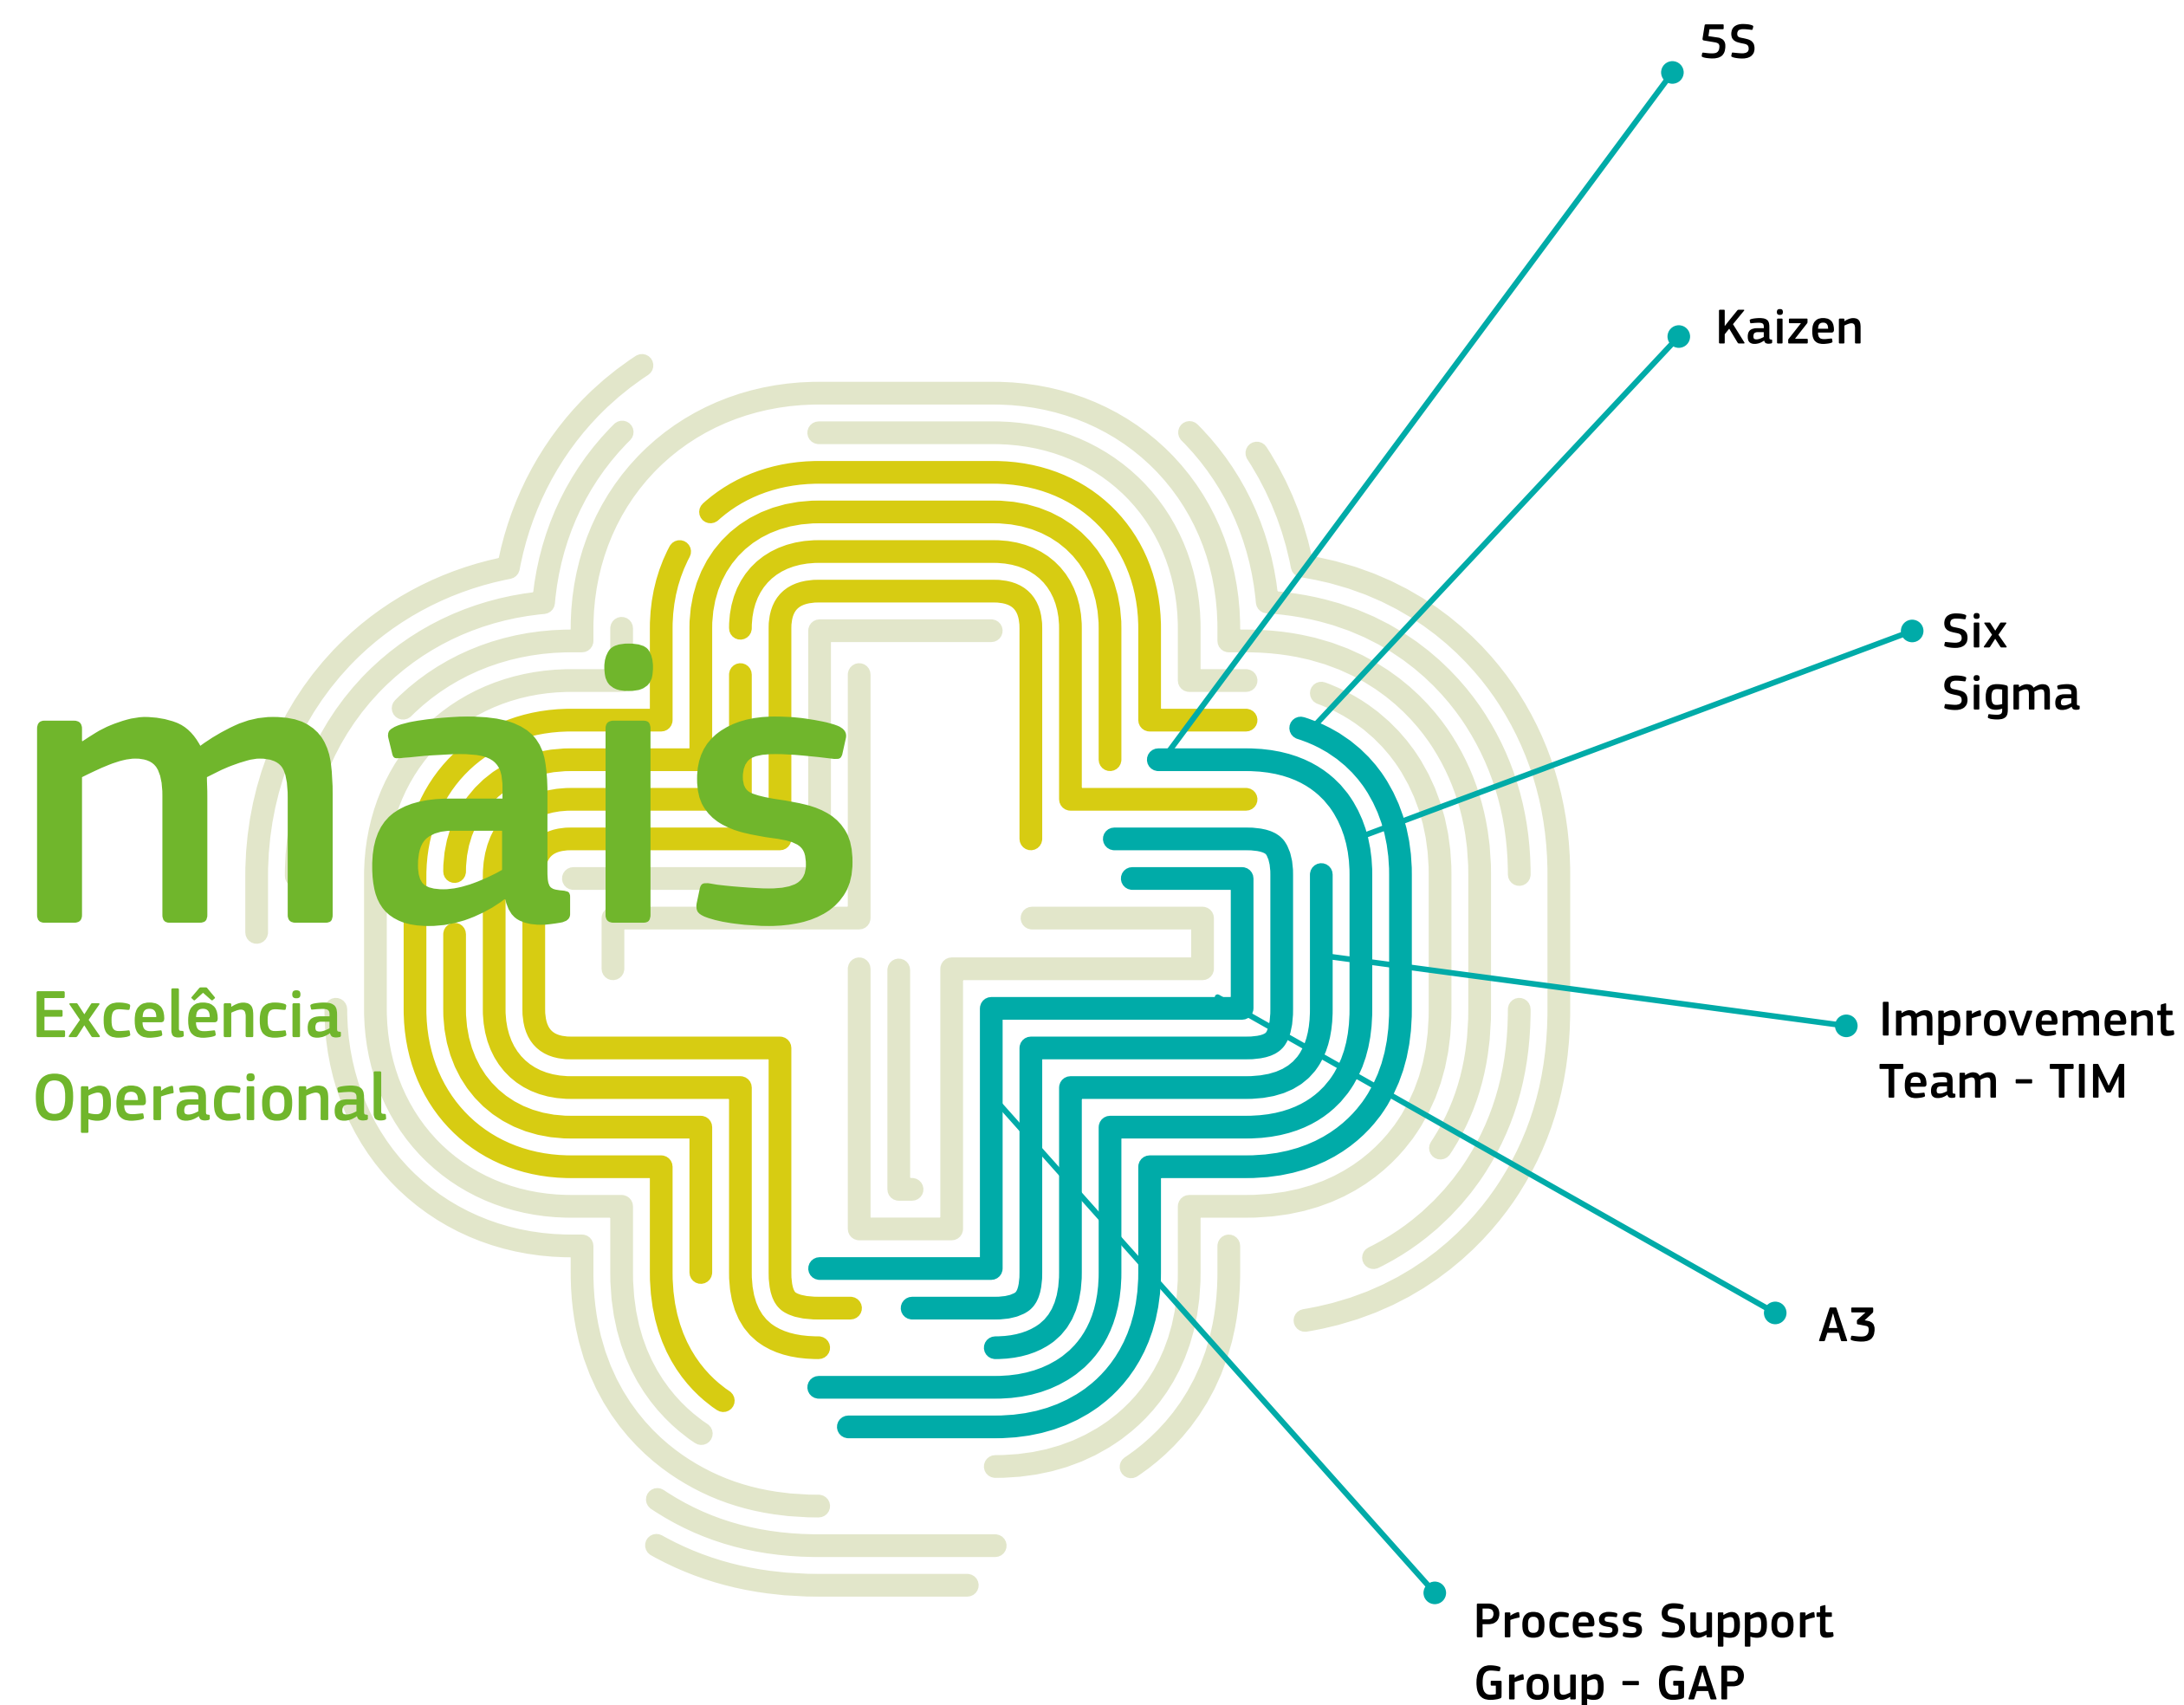 5S
Kaizen
Six
Sigma
mais
Excelência
Operacional
Improvement
Team - TIM
A3
Process Support
Group - GAP